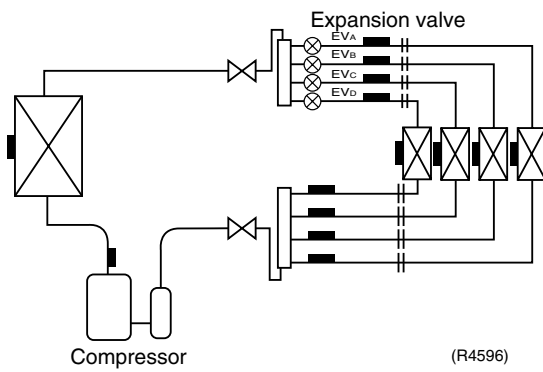 Expansion valve
EVA
EVB
EVC
EVD
Compressor
(R4596)